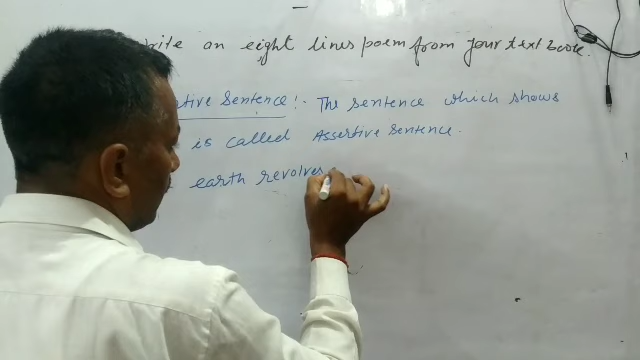 write an eight lines poem from your text book.
tive Sentence :- The sentence which shows
is called Assertive sentence.
earth revolves